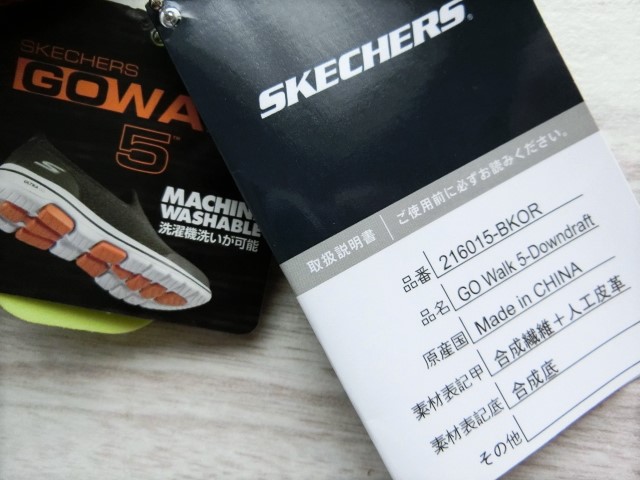 SKECHERS
GOWA
5™
MACHIN
WASHABLE
洗濯機洗いが可能
SKECHERS®
取扱説明書 ご使用前に必ずお読みください。
品番 216015-BKOR
品名 GO Walk 5-Downdraft
原産国 Made in CHINA
素材表記甲 合成繊維＋人工皮革
素材表記底 合成底
その他